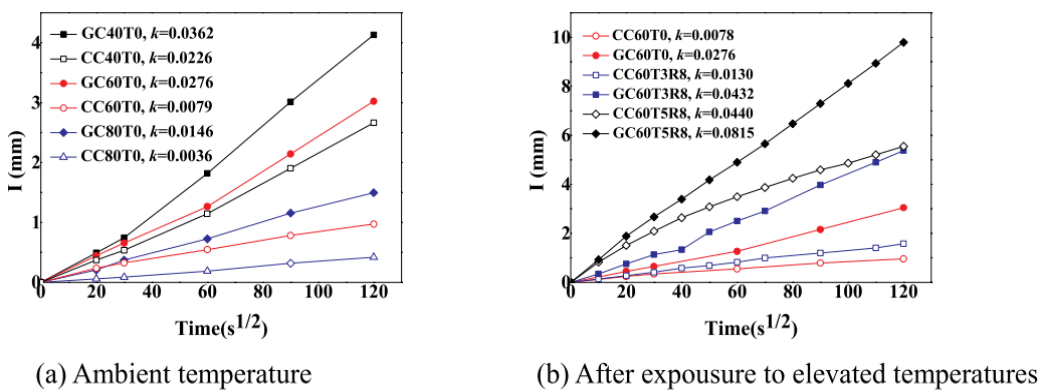 GC40T0, k=0.0362
CC40T0, k=0.0226
GC60T0, k=0.0276
CC60T0, k=0.0079
GC80T0, k=0.0146
CC80T0, k=0.0036
4
3
2
1
0
I (mm)
0 20 40 60 80 100 120
Time(s^1/2)
(a) Ambient temperature
CC60T0, k=0.0078
GC60T0, k=0.0276
CC60T3R8, k=0.0130
GC60T3R8, k=0.0432
CC60T5R8, k=0.0440
GC60T5R8, k=0.0815
10
8
6
4
2
0
I (mm)
0 20 40 60 80 100 120
Time(s^1/2)
(b) After expousure to elevated temperatures